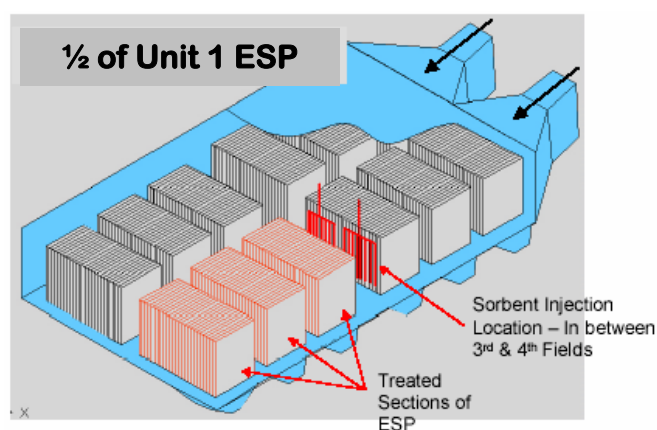 ½ of Unit 1 ESP
Sorbent Injection
Location – In between
3rd & 4th Fields
Treated
Sections of
ESP
X